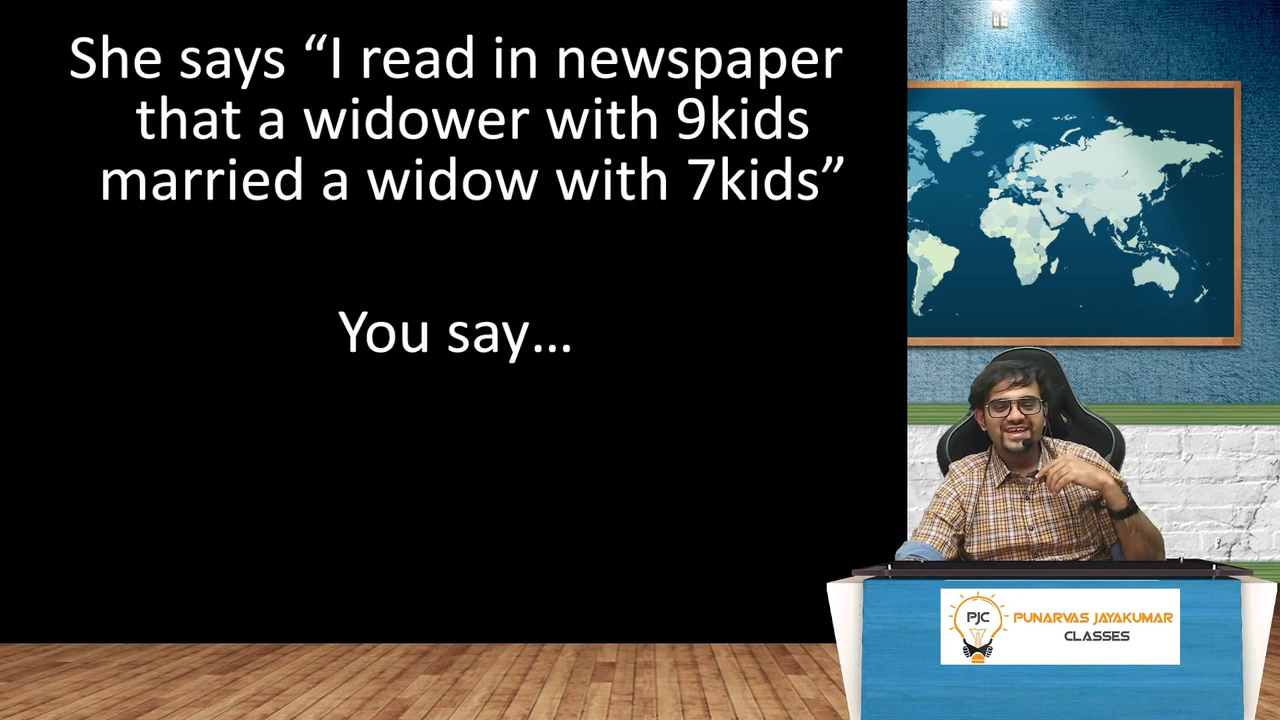 She says “I read in newspaper
that a widower with 9kids
married a widow with 7kids”
You say...
PJC
PUNARVAS JAYAKUMAR
CLASSES